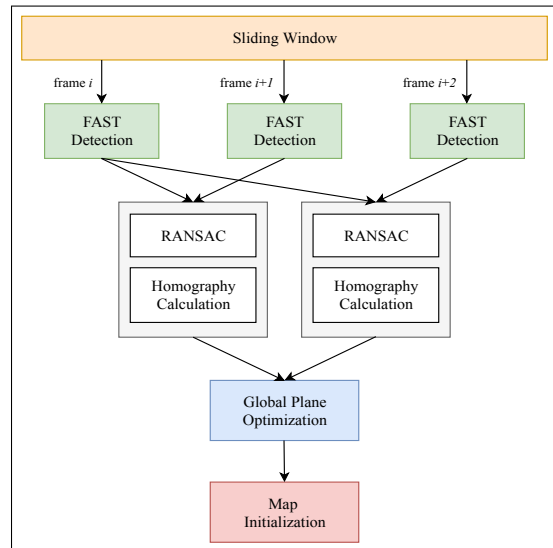 Sliding Window
frame i
frame i+1
frame i+2
FAST
Detection
FAST
Detection
FAST
Detection
RANSAC
Homography
Calculation
RANSAC
Homography
Calculation
Global Plane
Optimization
Map
Initialization